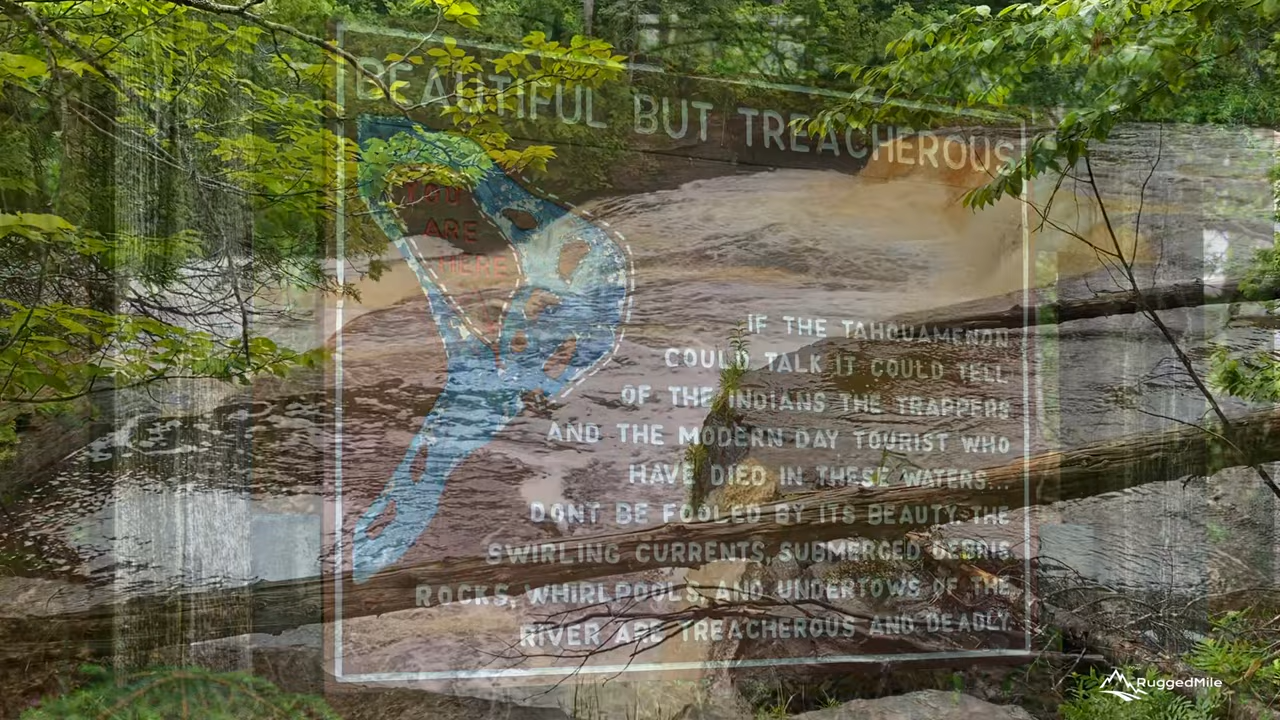 BEAUTIFUL BUT TREACHEROUS
YOU
ARE
HERE
IF THE TAHQUAMENON
COULD TALK IT COULD TELL
OF THE INDIANS THE TRAPPERS
AND THE MODERN DAY TOURIST WHO
HAVE DIED IN THESE WATERS...
DONT BE FOOLED BY ITS BEAUTY. THE
SWIRLING CURRENTS, SUBMERGED DEBRIS
ROCKS, WHIRLPOOLS, AND UNDERTOWS OF THE
RIVER ARE TREACHEROUS AND DEADLY.
RuggedMile